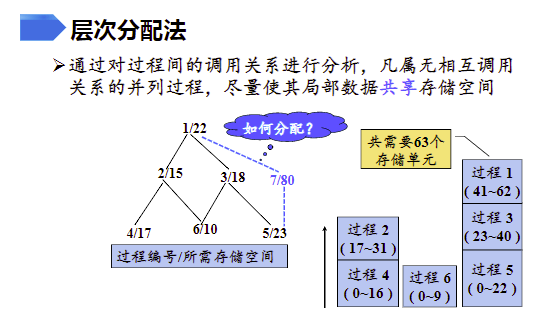 层次分配法
➢通过对过程间的调用关系进行分析，凡属无相互调用
关系的并列过程，尽量使其局部数据共享存储空间
如何分配？
1/22
2/15
3/18
7/80
4/17
6/10
5/23
过程编号/所需存储空间
共需要63个
存储单元
过程 1
( 41~62 )
过程 2
( 17~31 )
过程 3
( 23~40 )
过程 4
( 0~16 )
过程 6
( 0~9 )
过程 5
( 0~22 )